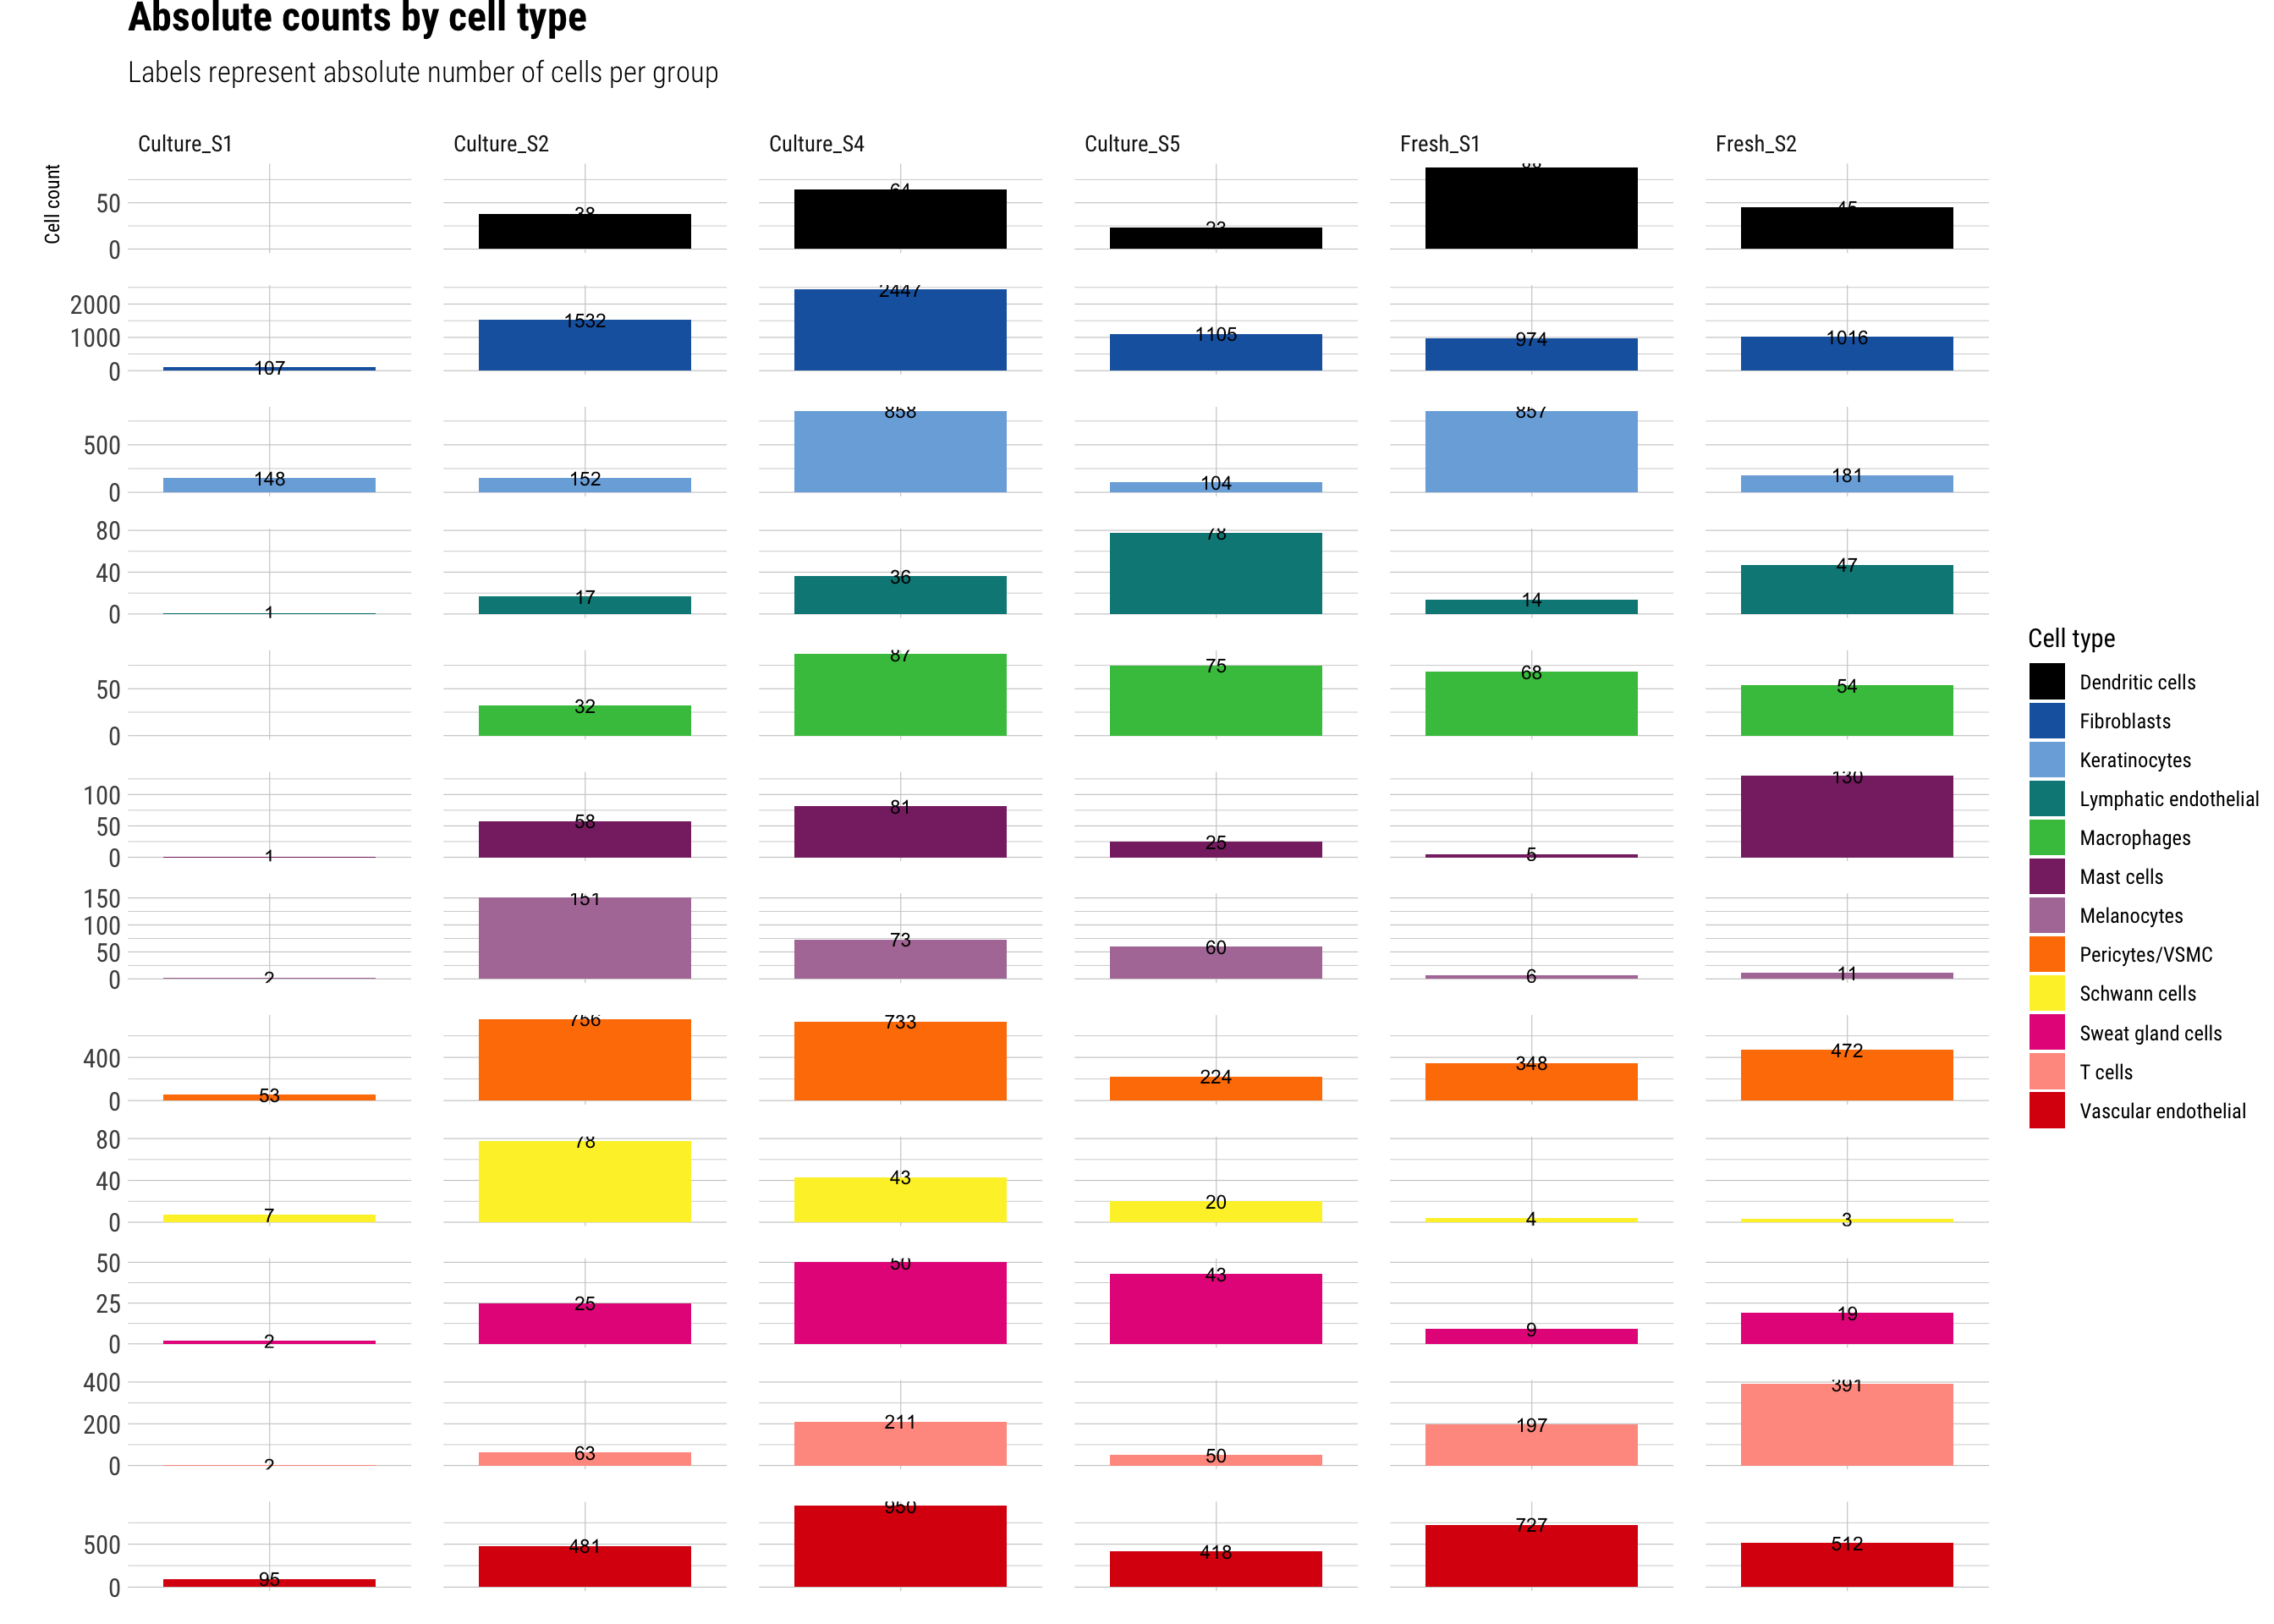 Absolute counts by cell type
Labels represent absolute number of cells per group
Culture_S1 Culture_S2 Culture_S4 Culture_S5 Fresh_S1 Fresh_S2
Cell count
50
0
38 64 23 88 45
2000
1000
0
107 1532 2447 1105 974 1016
500
0
148 152 858 104 857 181
80
40
0
1 17 36 78 14 47
50
0
32 87 75 68 54
100
50
0
1 58 81 25 5 130
150
100
50
0
2 151 73 60 6 11
400
0
53 756 733 224 348 472
80
40
0
7 78 43 20 4 3
50
25
0
2 25 50 43 9 19
400
200
0
2 63 211 50 197 391
500
0
95 481 950 418 727 512
Cell type
Dendritic cells
Fibroblasts
Keratinocytes
Lymphatic endothelial
Macrophages
Mast cells
Melanocytes
Pericytes/VSMC
Schwann cells
Sweat gland cells
T cells
Vascular endothelial